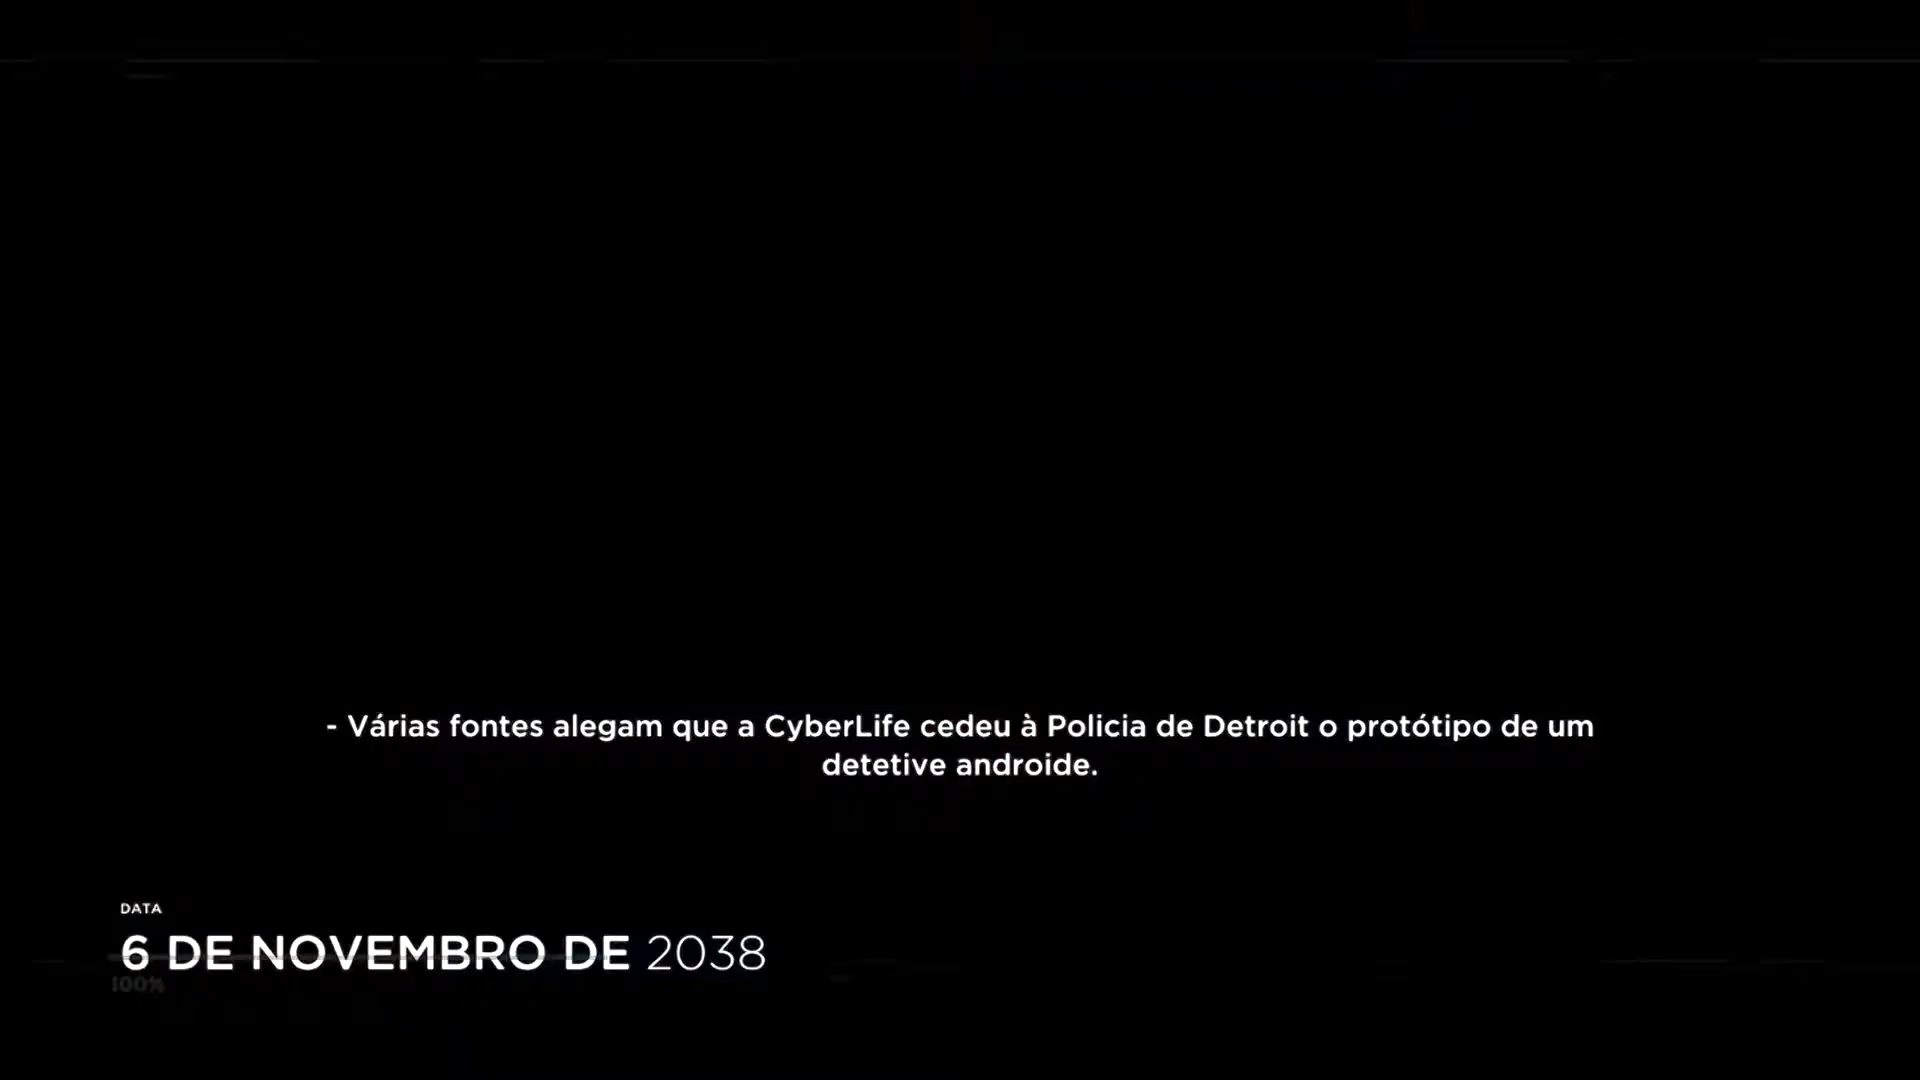 - Várias fontes alegam que a CyberLife cedeu à Policia de Detroit o protótipo de um
detetive androide.
DATA
6 DE NOVEMBRO DE 2038
100%